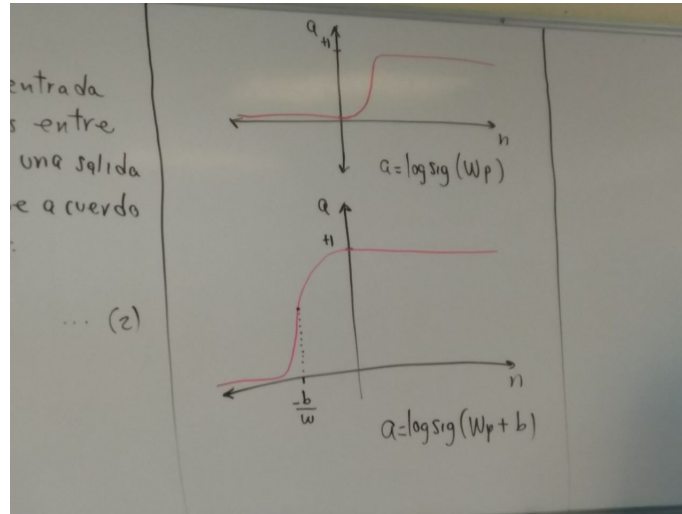 entrada
s entre
una salida
e acuerdo
... (2)
a
+1
n
a=logsig(Wp)
a
+1
-b
w
n
a=logsig(Wp+b)